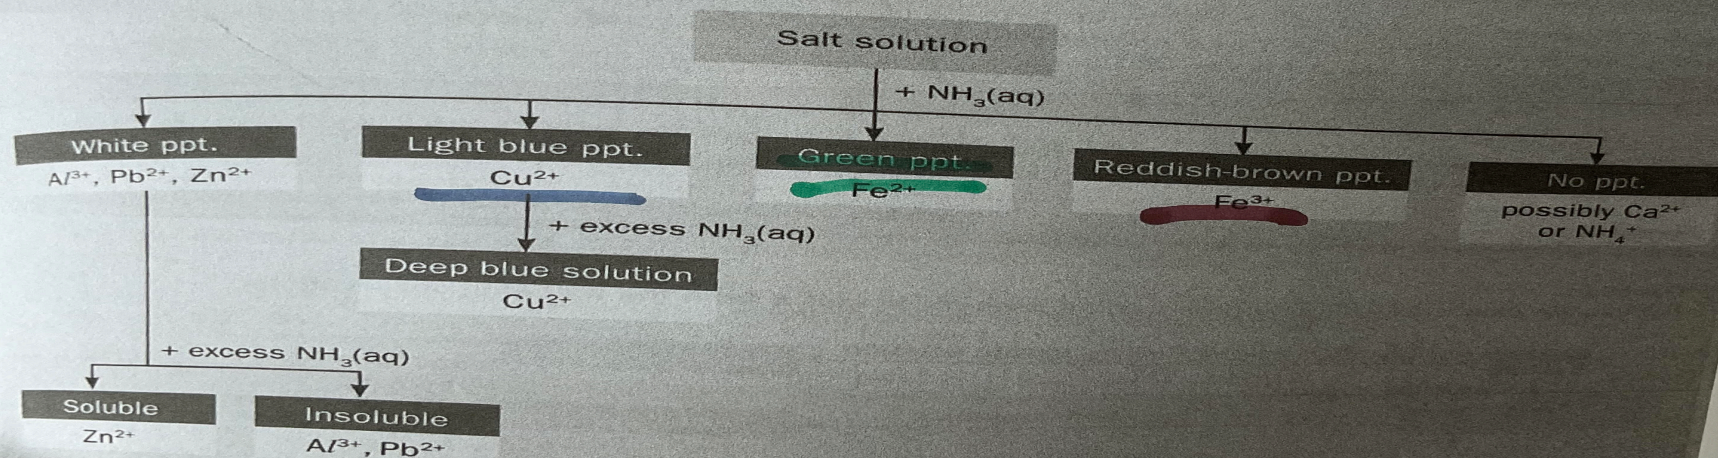 Salt solution
+ NH₃(aq)
White ppt.
Al³⁺, Pb²⁺, Zn²⁺
Light blue ppt.
Cu²⁺
Green ppt.
Fe²⁺
Reddish-brown ppt.
Fe³⁺
No ppt.
possibly Ca²⁺
or NH₄⁺
+ excess NH₃(aq)
Deep blue solution
Cu²⁺
+ excess NH₃(aq)
Soluble
Zn²⁺
Insoluble
Al³⁺, Pb²⁺